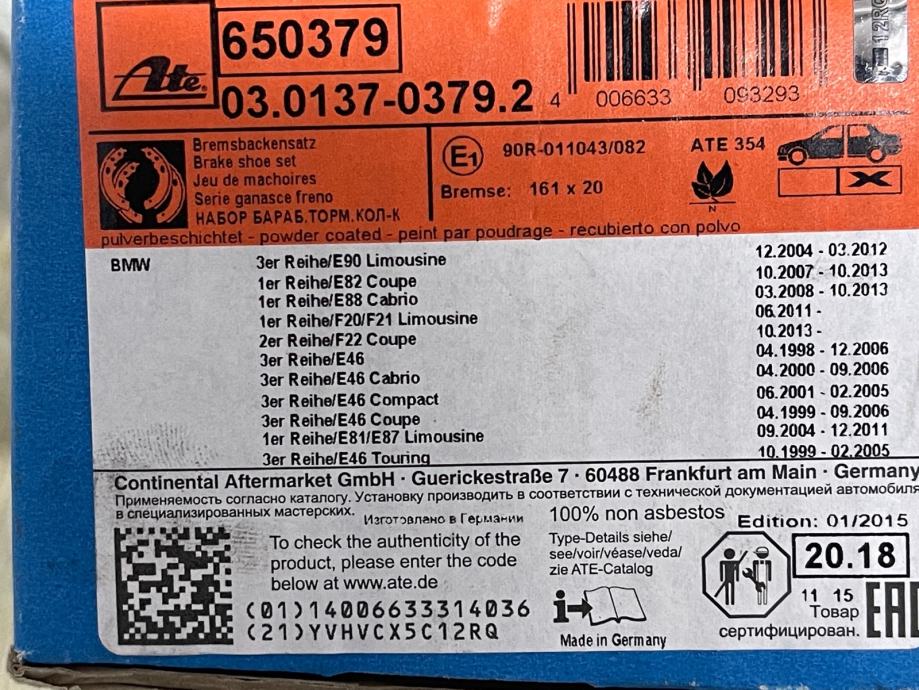 Ate
650379
03.0137-0379.2
4 006633 093293
12RQ
Bremsbackensatz
Brake shoe set
Jeu de machoires
Serie ganasce freno
НАБОР БАРАБ.ТОРМ.КОЛ-К
E1 90R-011043/082 ATE 354
Bremse: 161 x 20
N
X
pulverbeschichtet - powder coated - peint par poudrage - recubierto con polvo
BMW 3er Reihe/E90 Limousine 12.2004 - 03.2012
1er Reihe/E82 Coupe 10.2007 - 10.2013
1er Reihe/E88 Cabrio 03.2008 - 10.2013
1er Reihe/F20/F21 Limousine 06.2011 -
2er Reihe/F22 Coupe 10.2013 -
3er Reihe/E46 04.1998 - 12.2006
3er Reihe/E46 Cabrio 04.2000 - 09.2006
3er Reihe/E46 Compact 06.2001 - 02.2005
3er Reihe/E46 Coupe 04.1999 - 09.2006
1er Reihe/E81/E87 Limousine 09.2004 - 12.2011
3er Reihe/E46 Touring 10.1999 - 02.2005
Continental Aftermarket GmbH · Guerickestraße 7 · 60488 Frankfurt am Main · Germany
Применяемость согласно каталогу. Установку производить в соответствии с технической документацией автомобиля
в специализированных мастерских.
Изготовлено в Германии
100% non asbestos
Edition: 01/2015
To check the authenticity of the
product, please enter the code
below at www.ate.de
(01)14006633314036
(21)YVHVCX5C12RQ
Type-Details siehe/
see/voir/véase/veda/
zie ATE-Catalog
i
Made in Germany
20.18
11 15
Товар
сертифицирован.
EAC